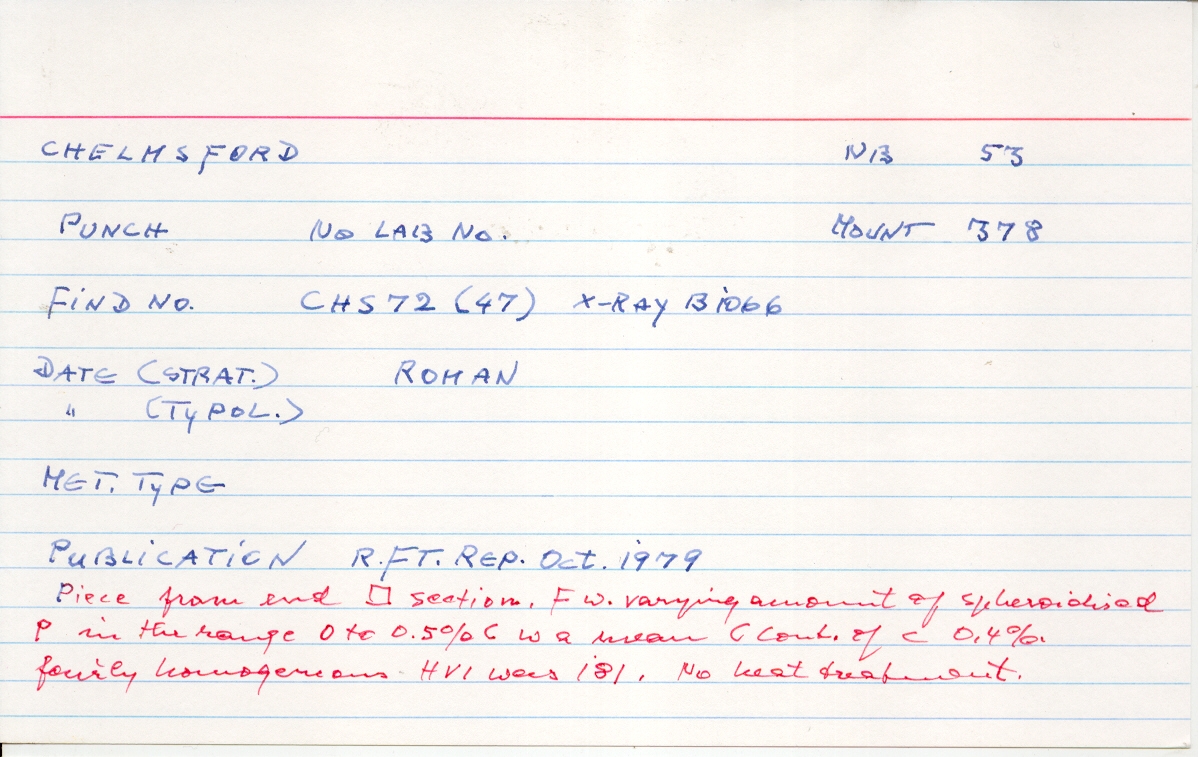 CHELMSFORD NB 53
PUNCH NO LAB NO. MOUNT 378
FIND NO. CHS 72 (47) X-RAY B1066
DATE (STRAT.) ROMAN
" (TYPOL.)
MET. TYPE
PUBLICATION R.F.T. REP. Oct. 1979
Piece from end □ section. F w. varying amount of spheroidised
P in the range 0 to 0.5% C w a mean C Cont. of c 0.4%.
fairly homogeneous. HV1 was 181. No heat treatment.